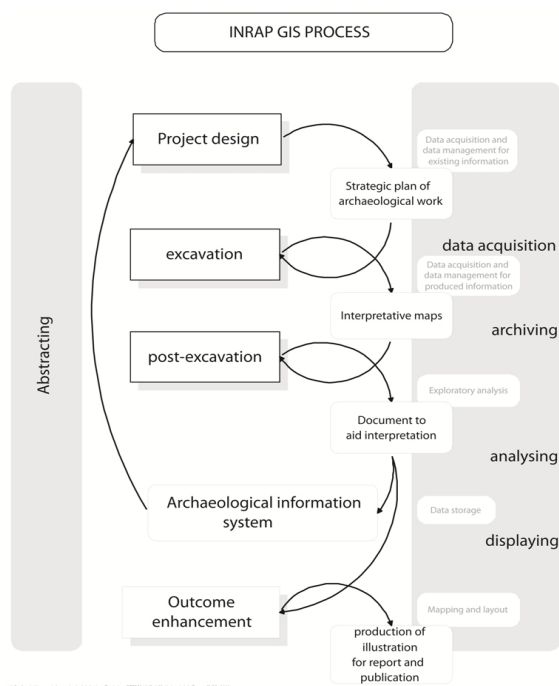 INRAP GIS PROCESS
Abstracting
Project design
Data acquisition and
data management for
existing information
Strategic plan of
archaeological work
data acquisition
excavation
Data acquisition and
data management for
produced information
Interpretative maps
archiving
post-excavation
Exploratory analysis
Document to
aid interpretation
analysing
Archaeological information
system
Data storage
displaying
Outcome
enhancement
Mapping and layout
production of
illustration
for report and
publication